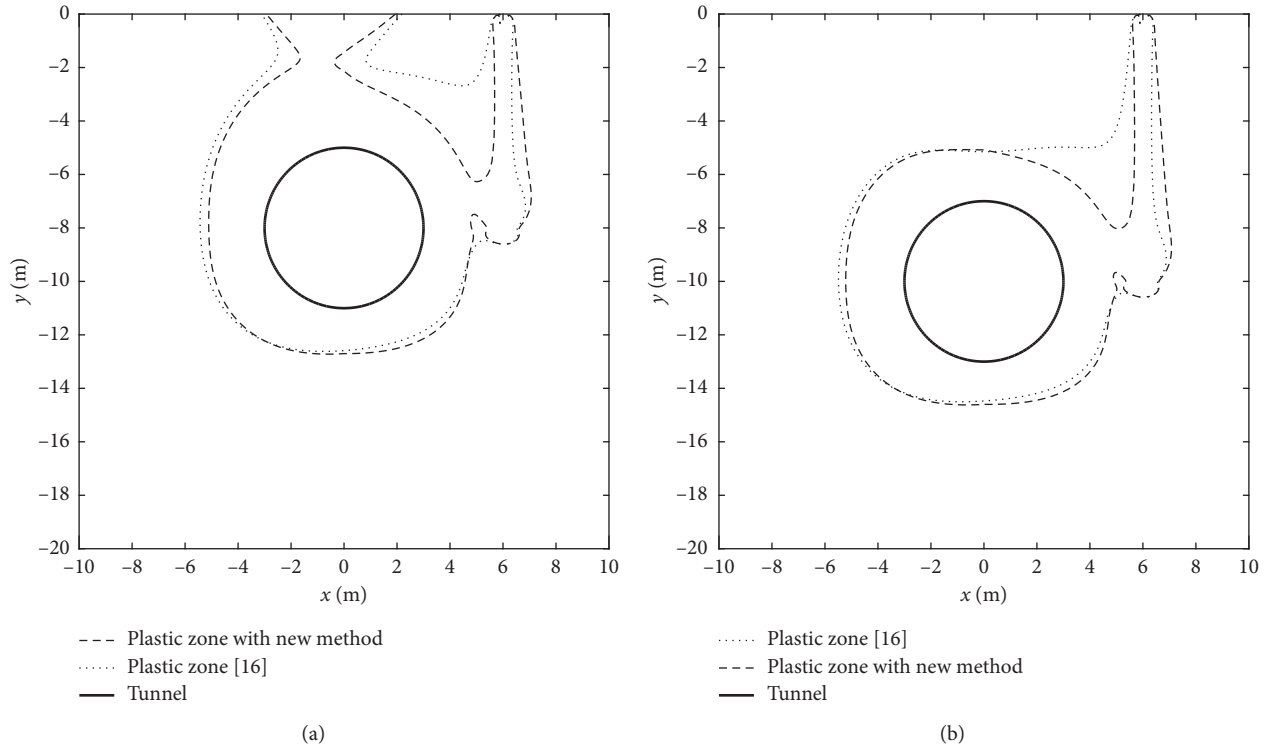 0
−2
−4
−6
−8
−10
−12
−14
−16
−18
−20
y (m)
−10 −8 −6 −4 −2 0 2 4 6 8 10
x (m)
Plastic zone with new method
Plastic zone [16]
Tunnel
(a)
0
−2
−4
−6
−8
−10
−12
−14
−16
−18
−20
y (m)
−10 −8 −6 −4 −2 0 2 4 6 8 10
x (m)
Plastic zone [16]
Plastic zone with new method
Tunnel
(b)